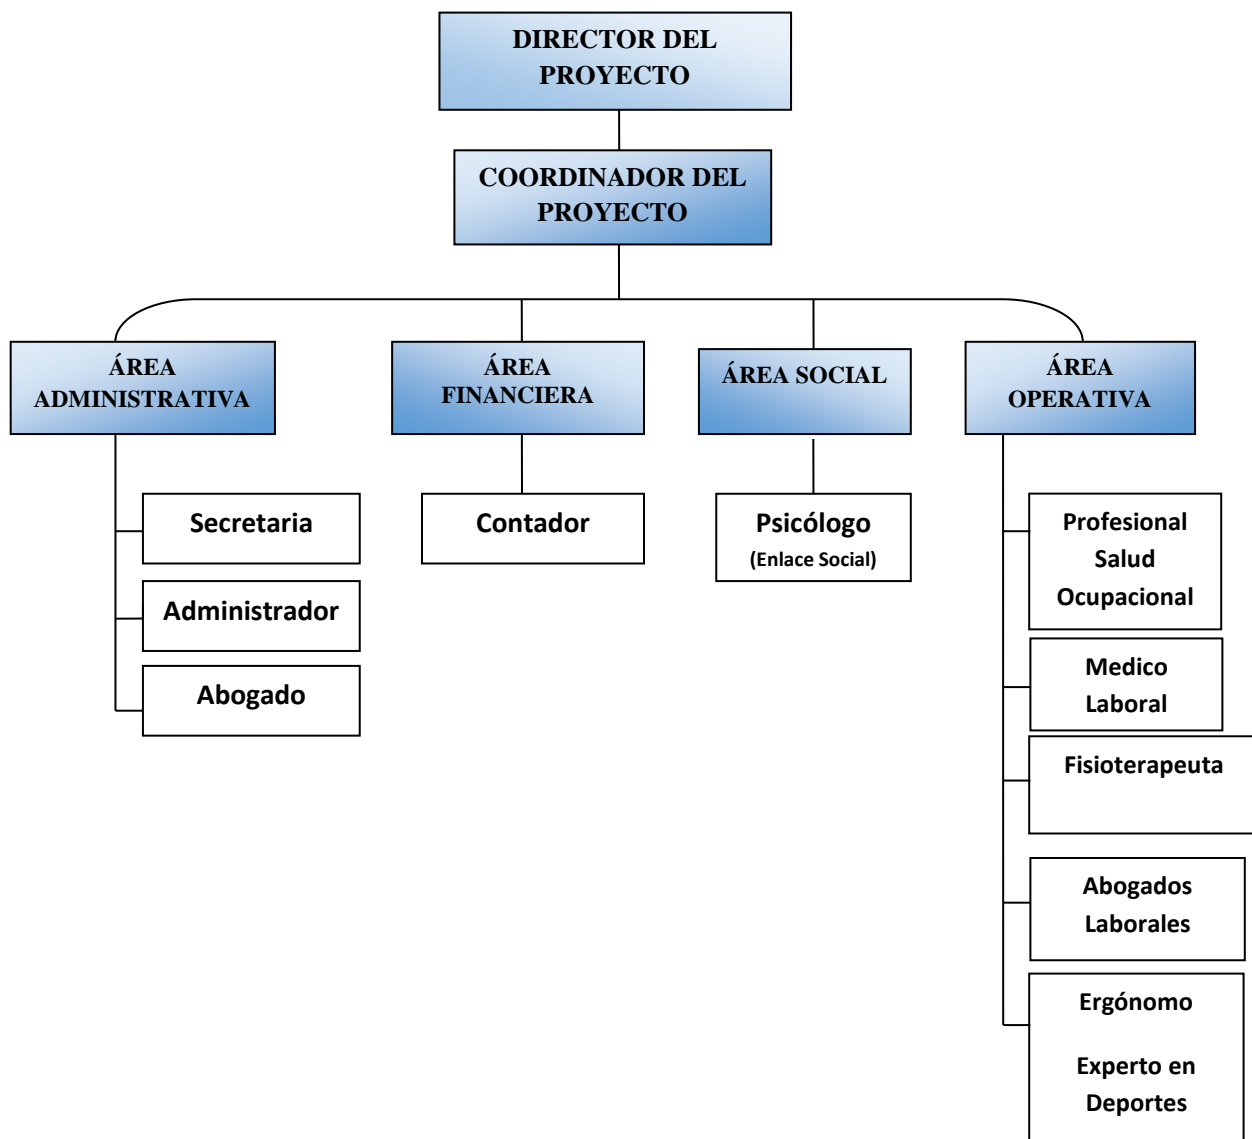 DIRECTOR DEL
PROYECTO
COORDINADOR DEL
PROYECTO
ÁREA
ADMINISTRATIVA
ÁREA
FINANCIERA
ÁREA SOCIAL
ÁREA
OPERATIVA
Secretaria
Administrador
Abogado
Contador
Psicólogo
(Enlace Social)
Profesional
Salud
Ocupacional
Medico
Laboral
Fisioterapeuta
Abogados
Laborales
Ergónomo
Experto en
Deportes